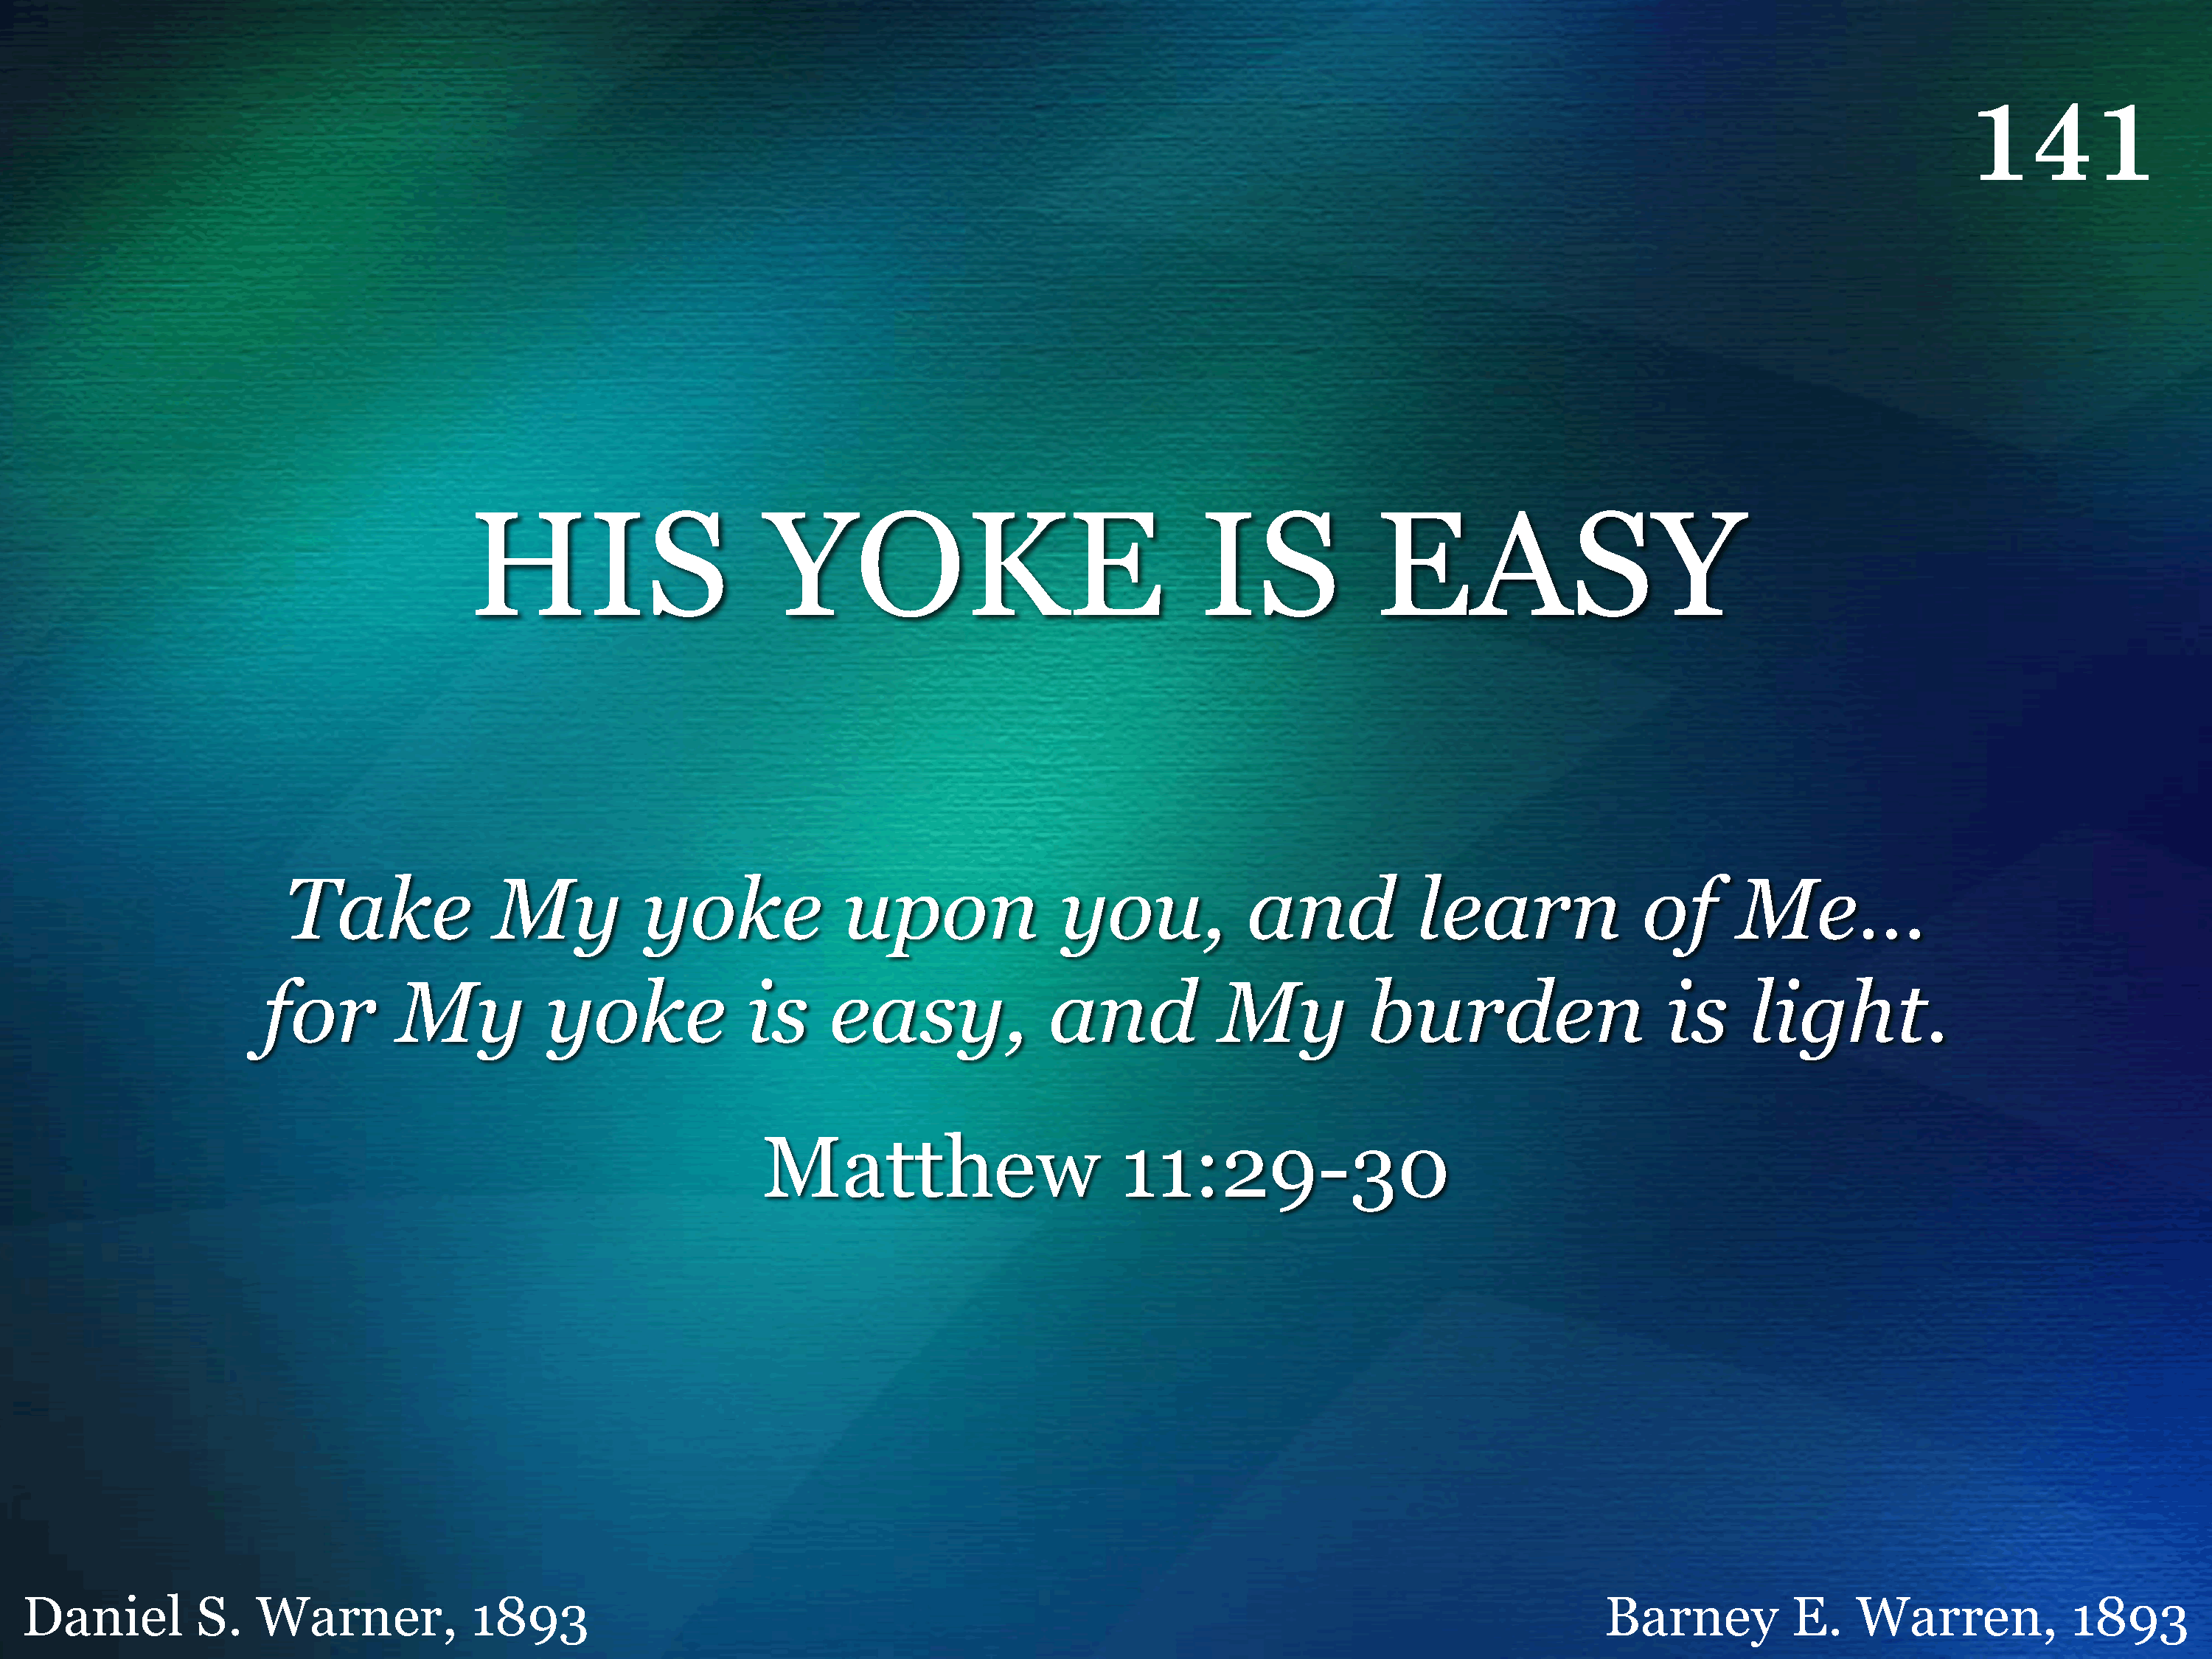 141
HIS YOKE IS EASY
Take My yoke upon you, and learn of Me...
for My yoke is easy, and My burden is light.
Matthew 11:29-30
Daniel S. Warner, 1893
Barney E. Warren, 1893